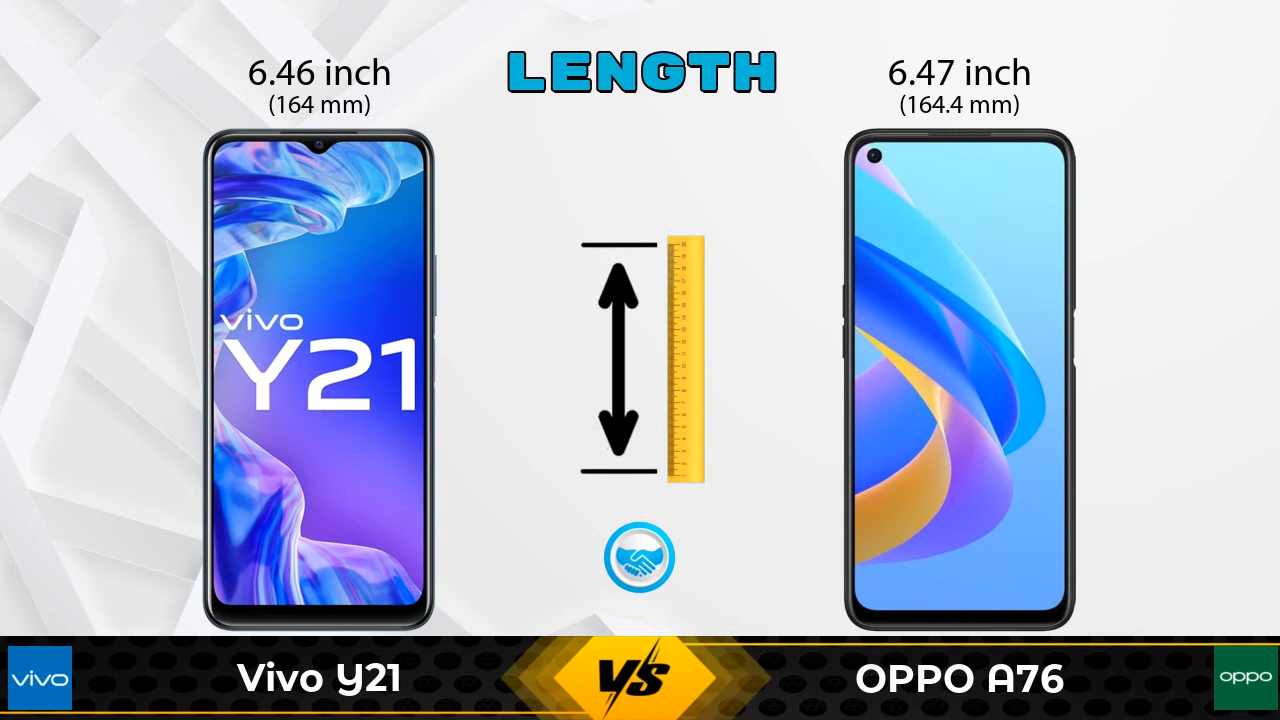 LENGTH
6.46 inch
(164 mm)
6.47 inch
(164.4 mm)
vivo
Y21
vivo
Vivo Y21
VS
OPPO A76
oppo